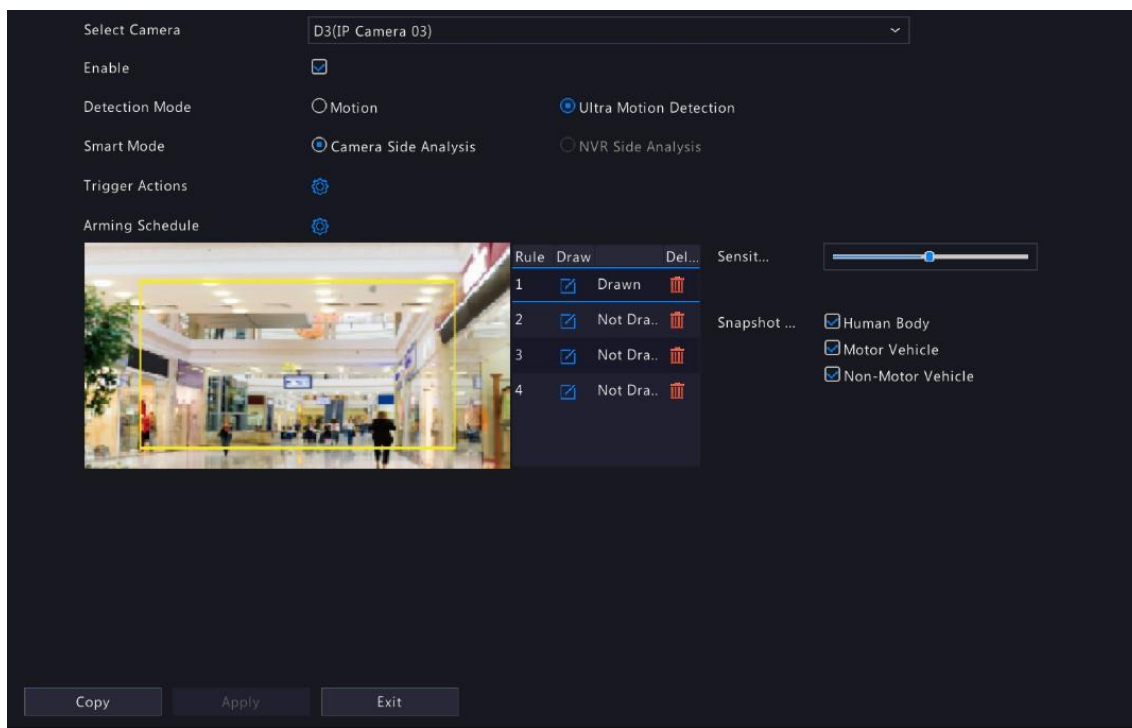 Select Camera D3(IP Camera 03)
Enable
Detection Mode Motion Ultra Motion Detection
Smart Mode Camera Side Analysis NVR Side Analysis
Trigger Actions
Arming Schedule
Rule Draw Del... Sensit...
1 Drawn
2 Not Dra.. Snapshot ... Human Body
3 Not Dra.. Motor Vehicle
Non-Motor Vehicle
4 Not Dra..
Copy Apply Exit